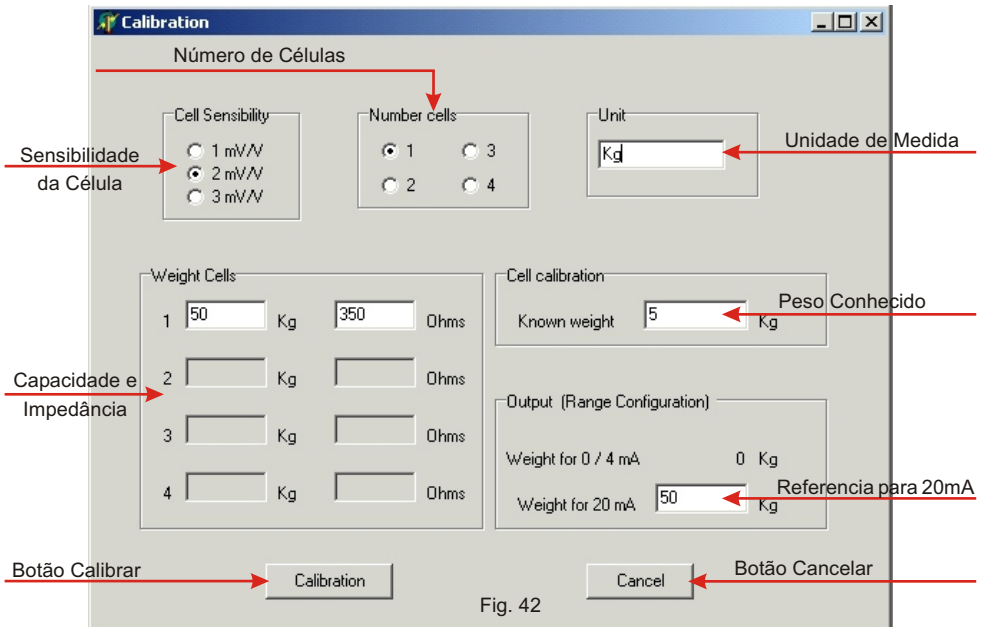 Calibration
Número de Células
Cell Sensibility
1 mV/V
2 mV/V
3 mV/V
Number cells
1
3
2
4
Unit
Kg
Sensibilidade
da Célula
Unidade de Medida
Weight Cells
1 50 Kg 350 Ohms
2 Kg Ohms
3 Kg Ohms
4 Kg Ohms
Capacidade e
Impedância
Cell calibration
Known weight 5 Kg
Peso Conhecido
Output (Range Configuration)
Weight for 0 / 4 mA 0 Kg
Weight for 20 mA 50 Kg
Referencia para 20mA
Botão Calibrar
Calibration
Cancel
Botão Cancelar
Fig. 42